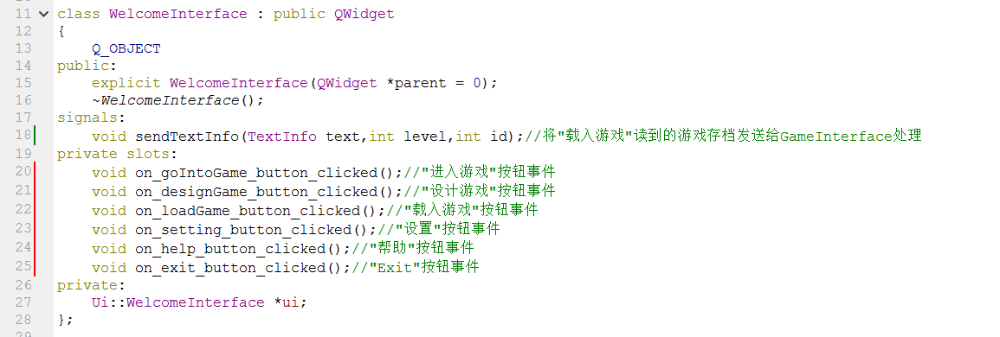 11 class WelcomeInterface : public QWidget
12 {
13     Q_OBJECT
14 public:
15     explicit WelcomeInterface(QWidget *parent = 0);
16     ~WelcomeInterface();
17 signals:
18     void sendTextInfo(TextInfo text,int level,int id);//将"载入游戏"读到的游戏存档发送给GameInterface处理
19 private slots:
20     void on_goIntoGame_button_clicked();//"进入游戏"按钮事件
21     void on_designGame_button_clicked();//"设计游戏"按钮事件
22     void on_loadGame_button_clicked();//"载入游戏"按钮事件
23     void on_setting_button_clicked();//"设置"按钮事件
24     void on_help_button_clicked();//"帮助"按钮事件
25     void on_exit_button_clicked();//"Exit"按钮事件
26 private:
27     Ui::WelcomeInterface *ui;
28 };